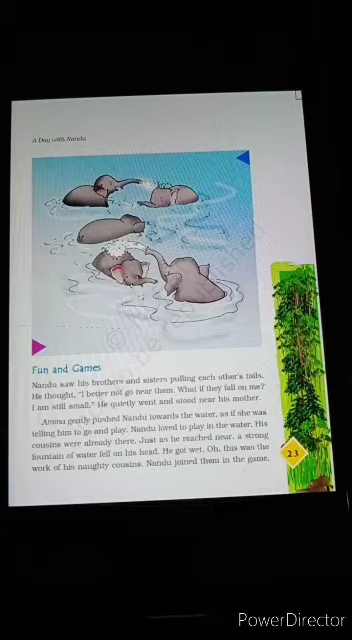 A Day with Nandu
Fun and Games
Nandu saw his brothers and sisters pulling each other's tails.
He thought, "I better not go near them. What if they fall on me?
I am still small." He quietly went and stood near his mother.
Amma gently pushed Nandu towards the water, as if she was
telling him to go and play. Nandu loved to play in the water. His
cousins were already there. Just as he reached near, a strong
fountain of water fell on his head. He got wet. Oh, this was the
work of his naughty cousins. Nandu joined them in the game.
23
PowerDirector